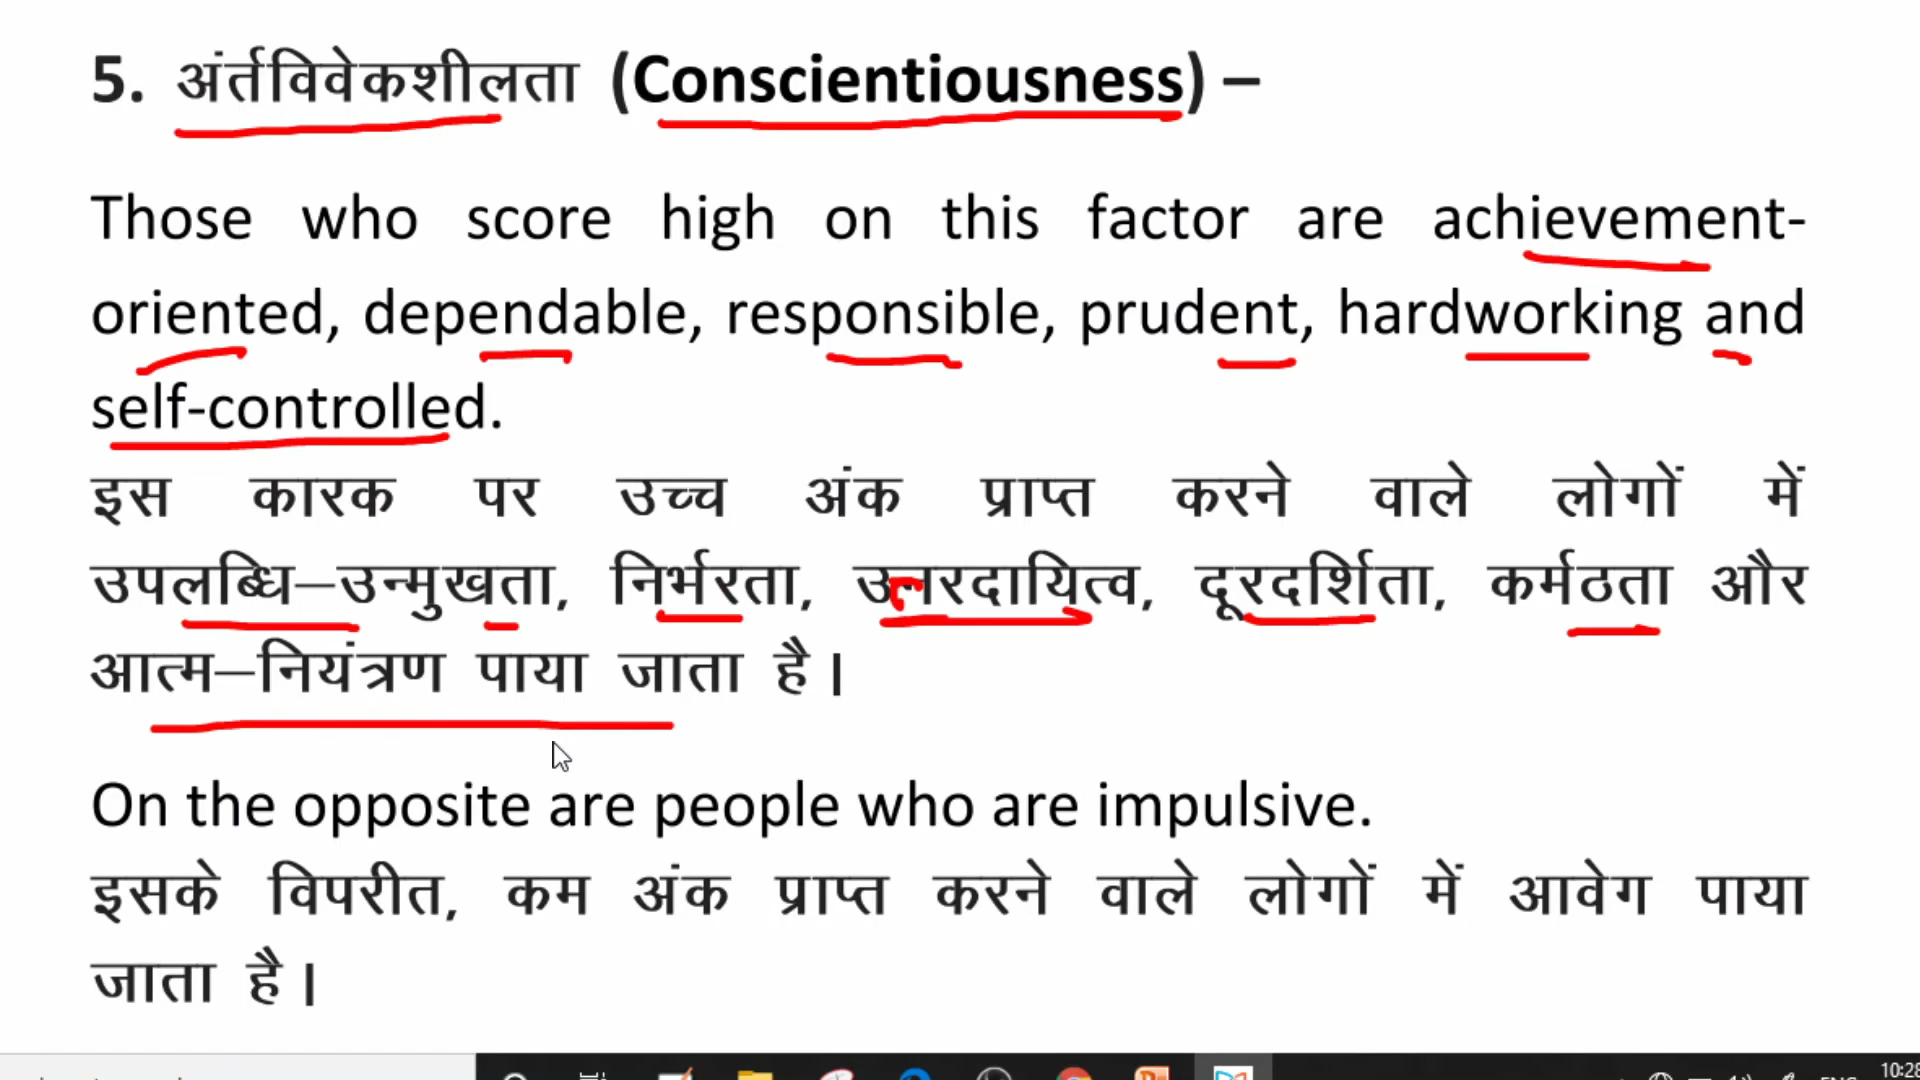 5. अंर्तविवेकशीलता (Conscientiousness) –
Those who score high on this factor are achievement-
oriented, dependable, responsible, prudent, hardworking and
self-controlled.
इस कारक पर उच्च अंक प्राप्त करने वाले लोगों में
उपलब्धि–उन्मुखता, निर्भरता, उत्तरदायित्व, दूरदर्शिता, कर्मठता और
आत्म–नियंत्रण पाया जाता है।
On the opposite are people who are impulsive.
इसके विपरीत, कम अंक प्राप्त करने वाले लोगों में आवेग पाया
जाता है।
10:28